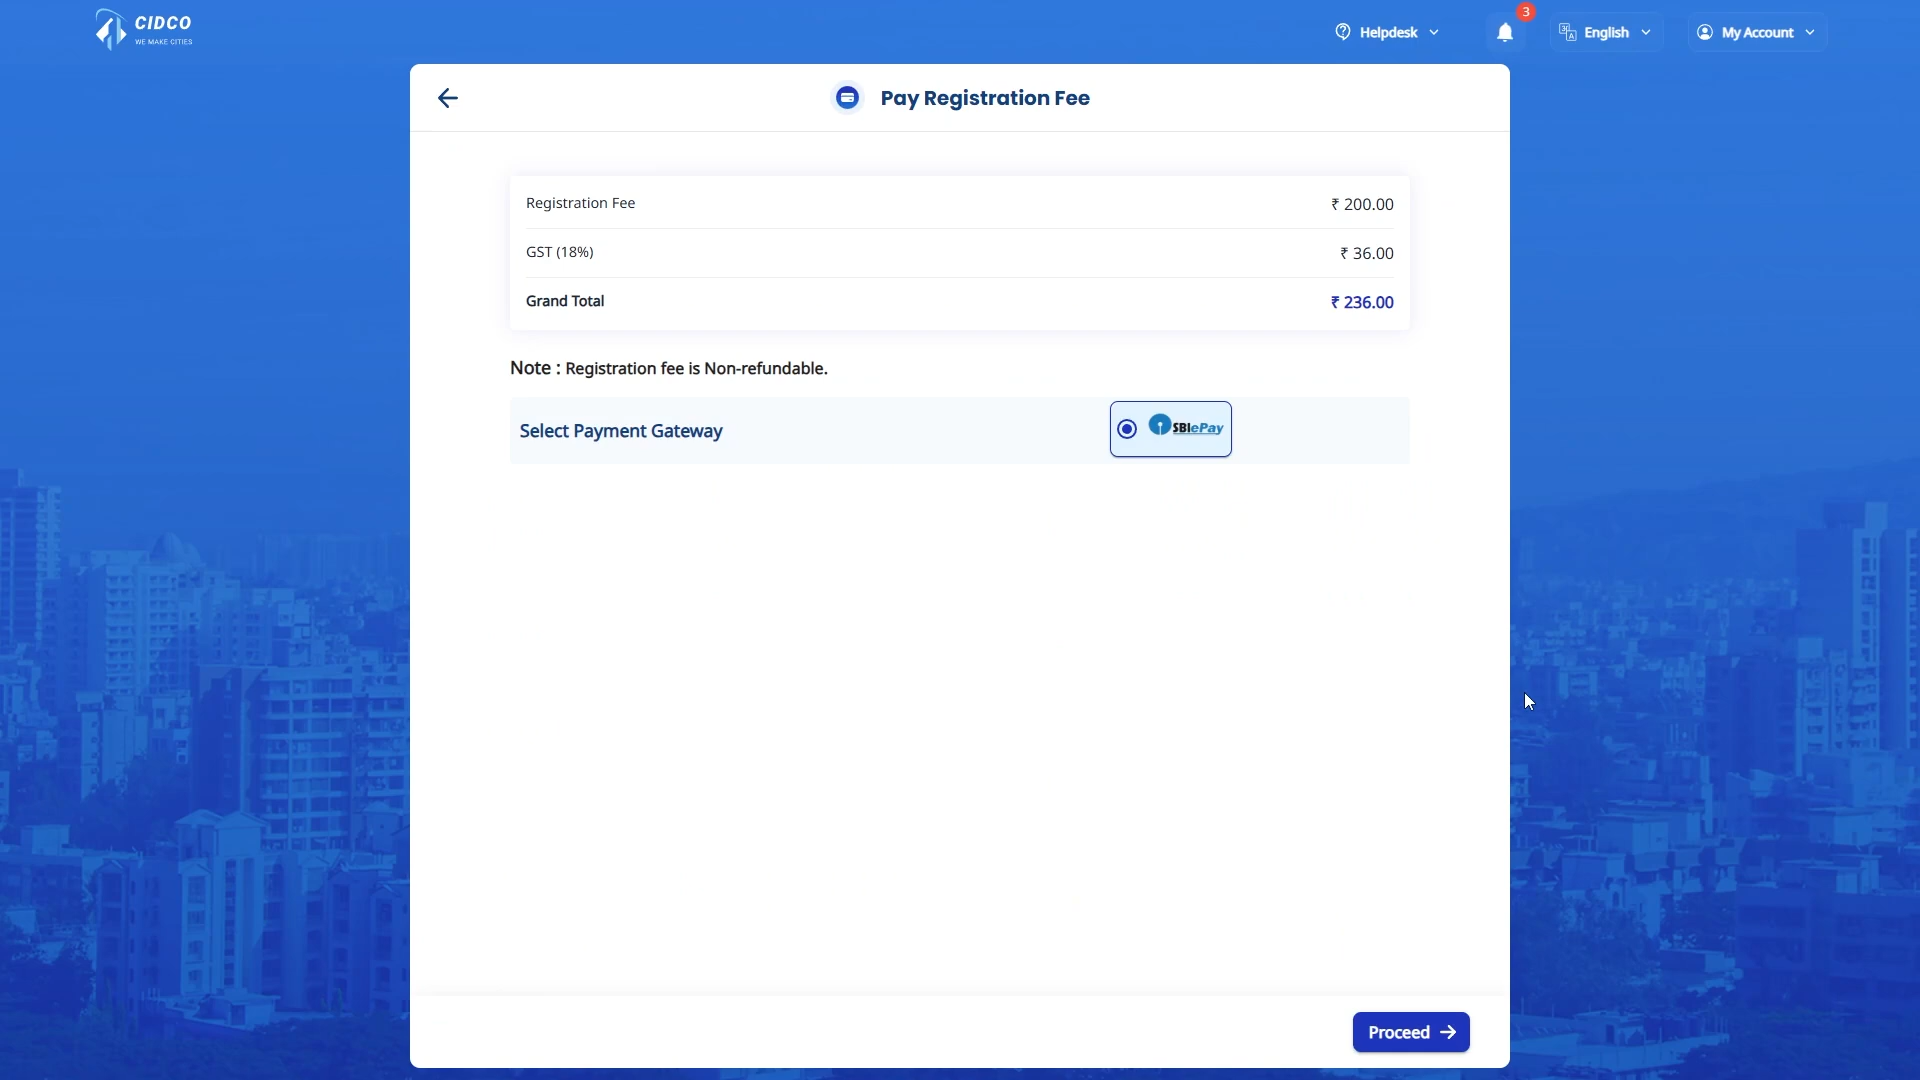 CIDCO
WE MAKE CITIES
Helpdesk
3
English
My Account
Pay Registration Fee
Registration Fee ₹ 200.00
GST (18%) ₹ 36.00
Grand Total ₹ 236.00
Note : Registration fee is Non-refundable.
Select Payment Gateway
SBIePay
Proceed